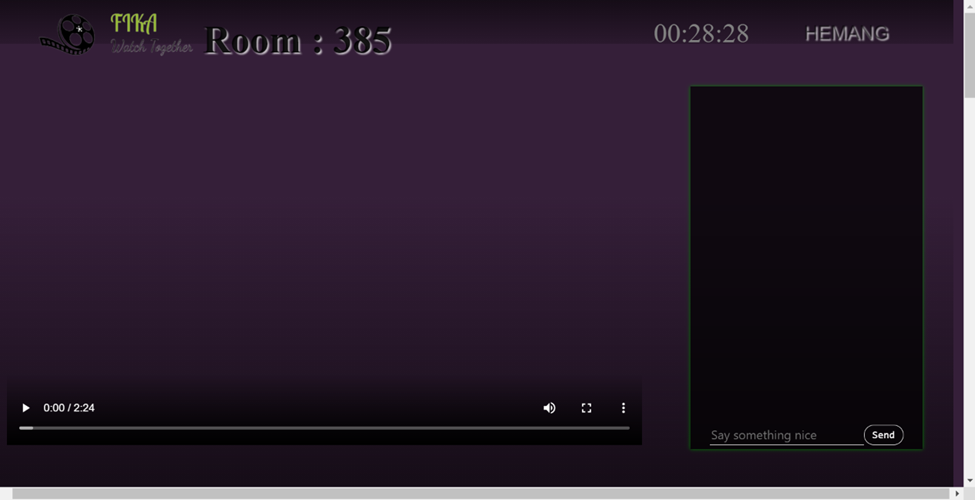 FIKA
Watch Together
Room : 385
00:28:28
HEMANG
0:00 / 2:24
Say something nice
Send